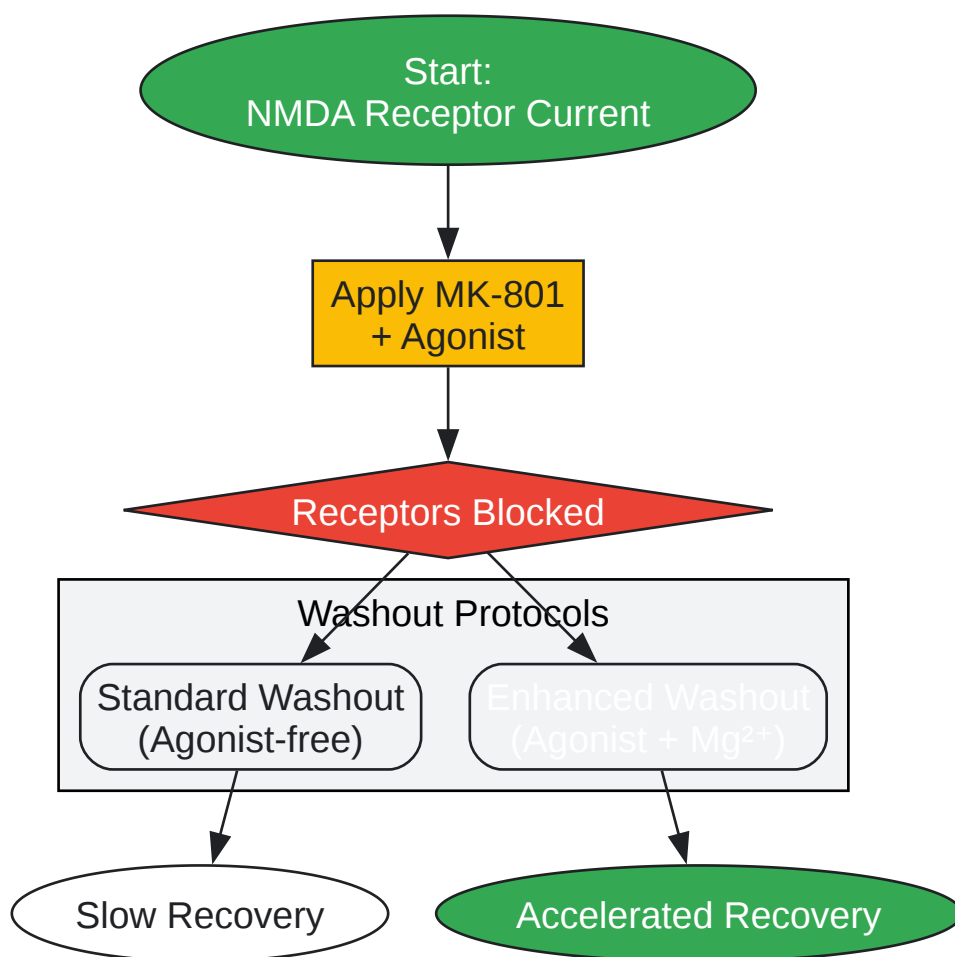 Start:
NMDA Receptor Current
Apply MK-801
+ Agonist
Receptors Blocked
Washout Protocols
Standard Washout
(Agonist-free)
Enhanced Washout
(Agonist + Mg²⁺)
Slow Recovery
Accelerated Recovery